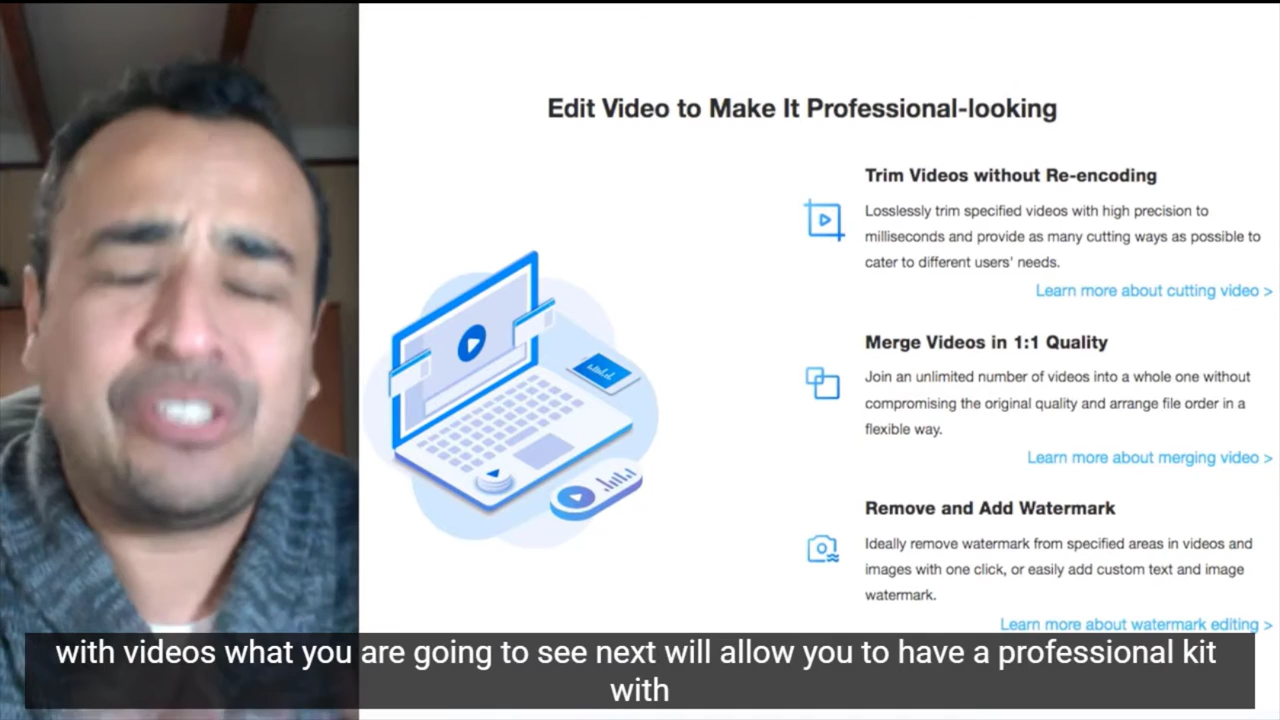 Edit Video to Make It Professional-looking
Trim Videos without Re-encoding
Losslessly trim specified videos with high precision to
milliseconds and provide as many cutting ways as possible to
cater to different users' needs.
Learn more about cutting video >
Merge Videos in 1:1 Quality
Join an unlimited number of videos into a whole one without
compromising the original quality and arrange file order in a
flexible way.
Learn more about merging video >
Remove and Add Watermark
Ideally remove watermark from specified areas in videos and
images with one click, or easily add custom text and image
watermark.
Learn more about watermark editing >
with videos what you are going to see next will allow you to have a professional kit
with